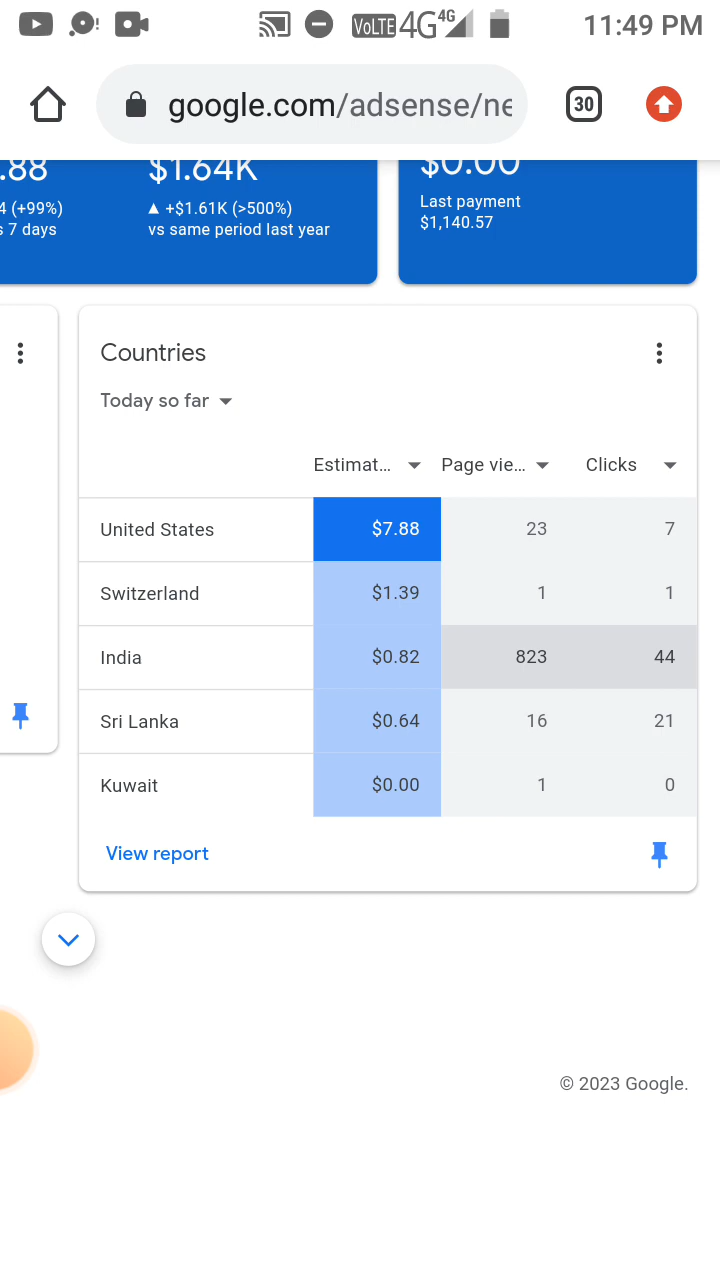 VoLTE 4G 4G 11:49 PM
google.com/adsense/ne
30
.88 $1.64K $0.00
4 (+99%) ▲ +$1.61K (>500%) Last payment
s 7 days vs same period last year $1,140.57
Countries
Today so far
Estimat... Page vie... Clicks
United States $7.88 23 7
Switzerland $1.39 1 1
India $0.82 823 44
Sri Lanka $0.64 16 21
Kuwait $0.00 1 0
View report
© 2023 Google.